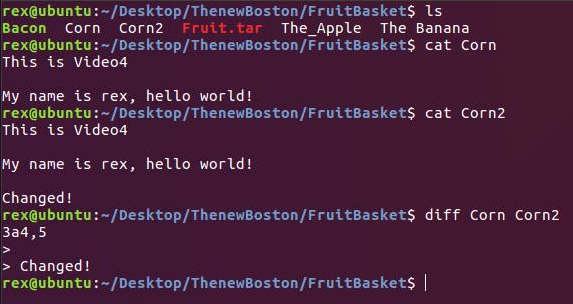 rex@ubuntu:~/Desktop/ThenewBoston/FruitBasket$ ls
Bacon  Corn  Corn2  Fruit.tar  The_Apple  The Banana
rex@ubuntu:~/Desktop/ThenewBoston/FruitBasket$ cat Corn
This is Video4

My name is rex, hello world!
rex@ubuntu:~/Desktop/ThenewBoston/FruitBasket$ cat Corn2
This is Video4

My name is rex, hello world!

Changed!
rex@ubuntu:~/Desktop/ThenewBoston/FruitBasket$ diff Corn Corn2
3a4,5
>
> Changed!
rex@ubuntu:~/Desktop/ThenewBoston/FruitBasket$